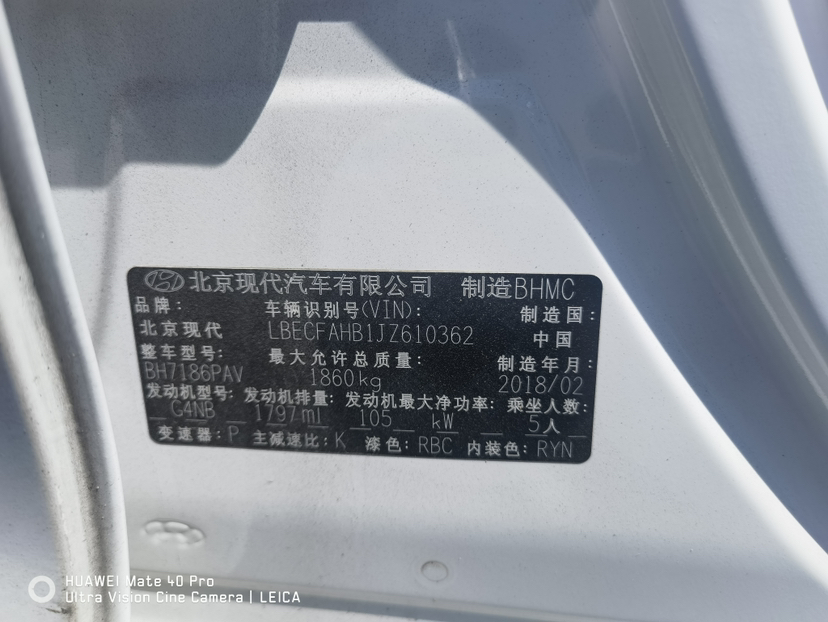 北京现代汽车有限公司 制造BHMC
品牌: 车辆识别号(VIN): 制造国:
北京现代 LBECFAHB1JZ610362 中国
整车型号: 最大允许总质量: 制造年月:
BH7186PAV 1860kg 2018/02
发动机型号: 发动机排量: 发动机最大净功率: 乘坐人数:
G4NB 1797ml 105 kW 5人
变速器: P 主减速比: K 漆色: RBC 内装色: RYN
HUAWEI Mate 40 Pro
Ultra Vision Cine Camera | LEICA